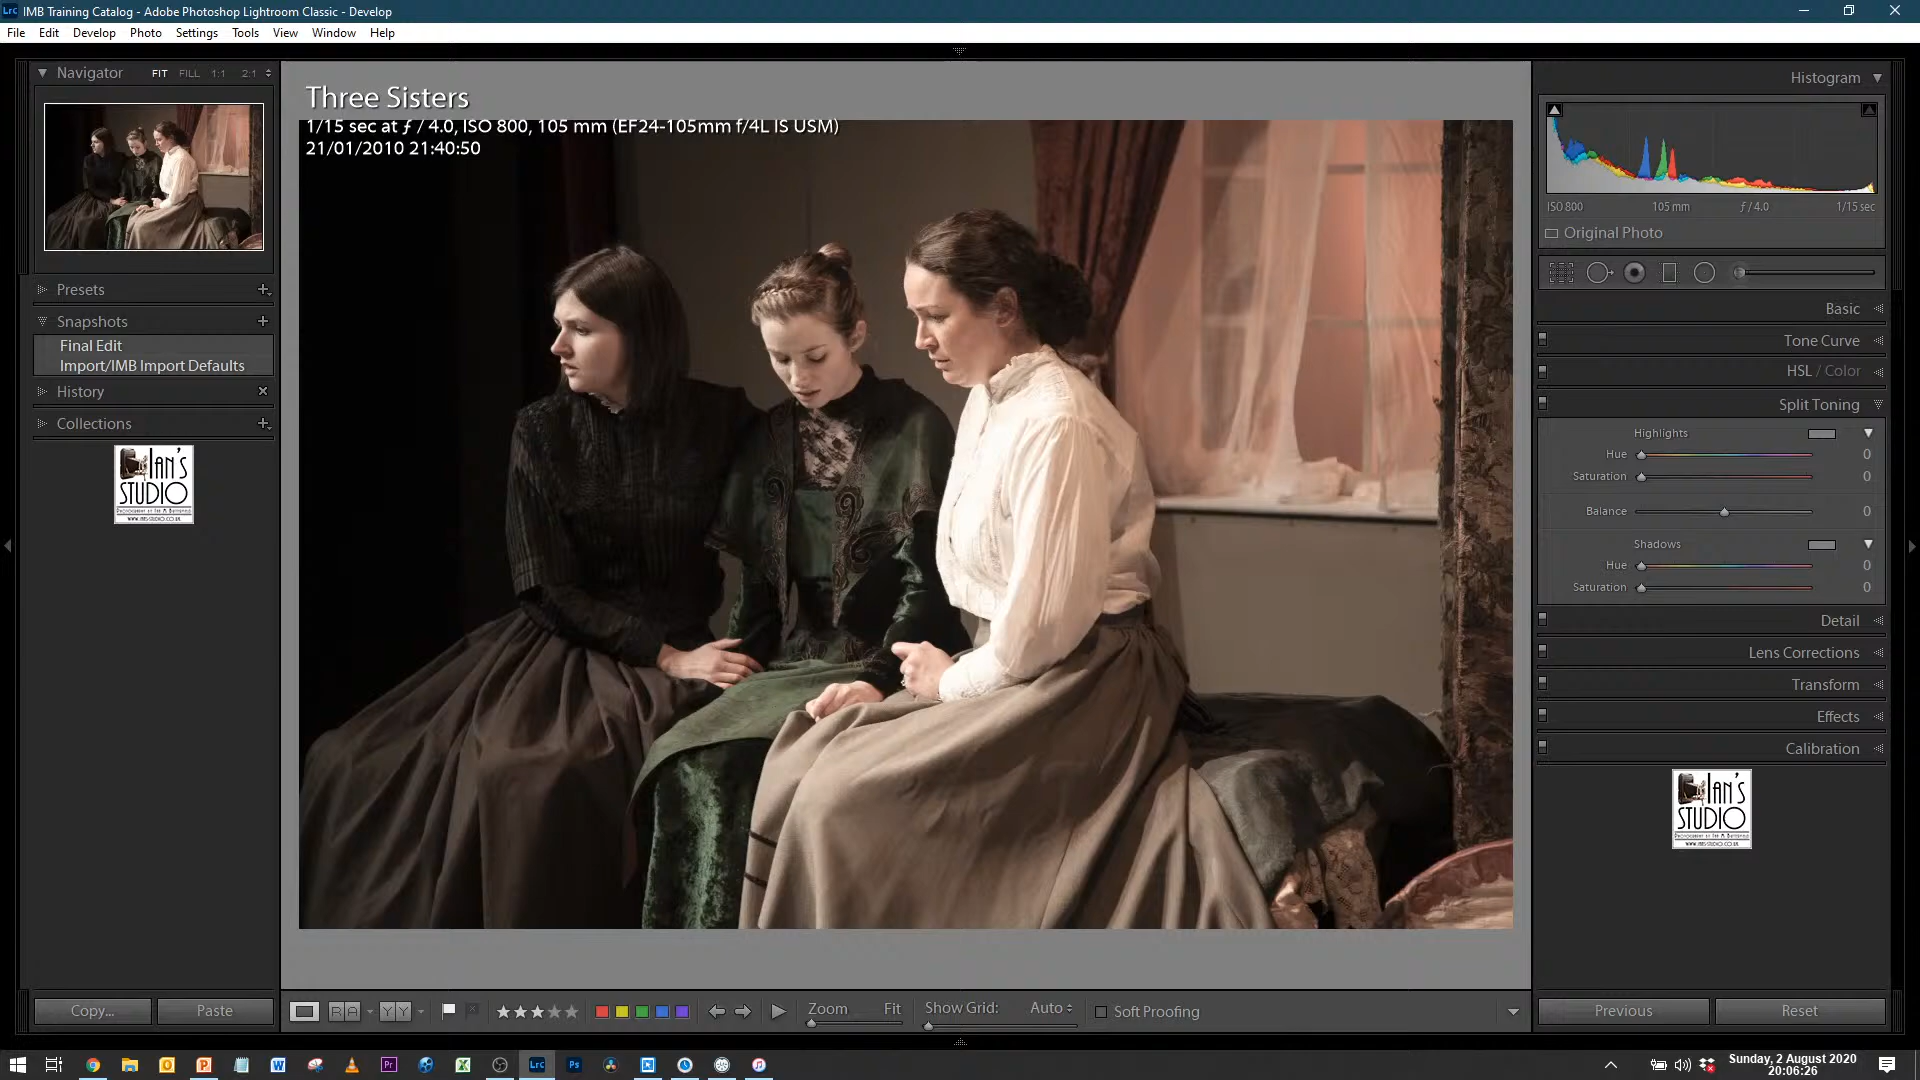 IMB Training Catalog - Adobe Photoshop Lightroom Classic - Develop
File Edit Develop Photo Settings Tools View Window Help
Navigator FIT FILL 1:1 2:1
Presets
Snapshots
Final Edit
Import/IMB Import Defaults
History
Collections
IAN'S
STUDIO
Copy...
Paste
Three Sisters
1/15 sec at ƒ / 4.0, ISO 800, 105 mm (EF24-105mm f/4L IS USM)
21/01/2010 21:40:50
Zoom Fit
Show Grid: Auto
Soft Proofing
Histogram
ISO 800 105 mm ƒ / 4.0 1/15 sec
Original Photo
Basic
Tone Curve
HSL / Color
Split Toning
Highlights
Hue 0
Saturation 0
Balance 0
Shadows
Hue 0
Saturation 0
Detail
Lens Corrections
Transform
Effects
Calibration
IAN'S
STUDIO
Previous
Reset
Sunday, 2 August 2020
20:06:26